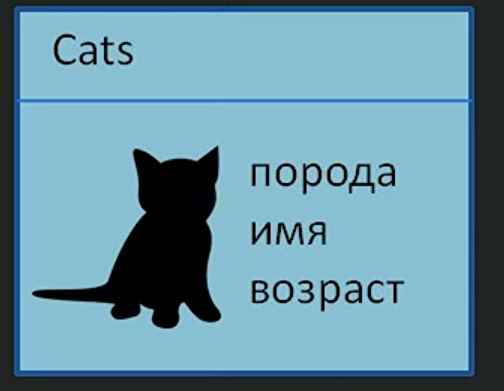 Cats
порода
имя
возраст